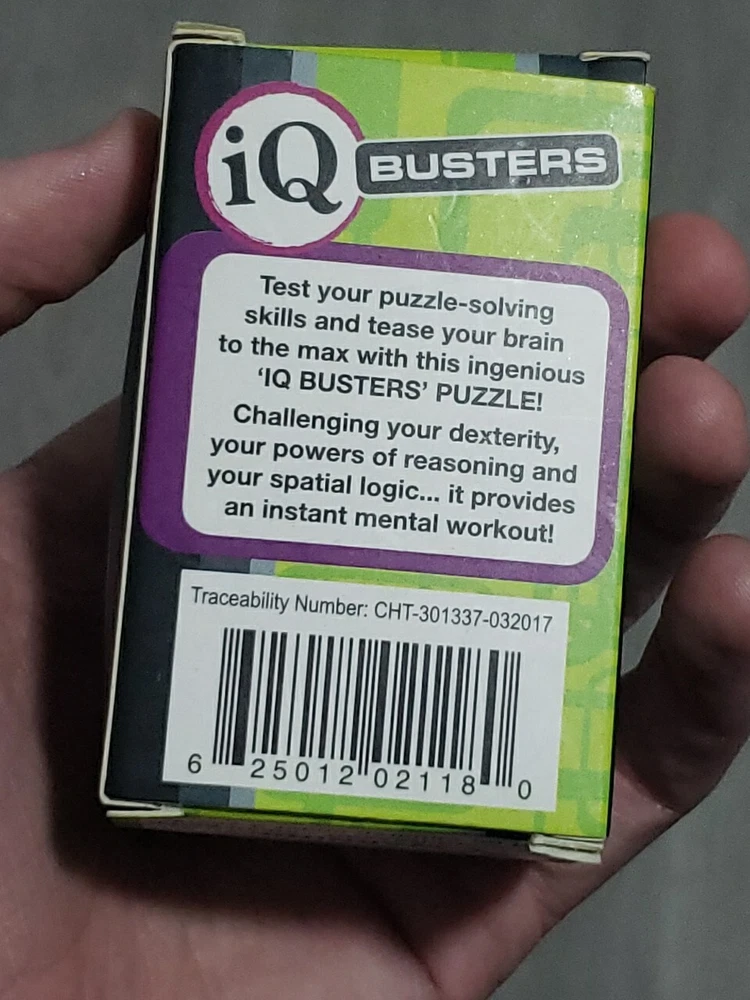 iQ BUSTERS
Test your puzzle-solving
skills and tease your brain
to the max with this ingenious
‘IQ BUSTERS’ PUZZLE!
Challenging your dexterity,
your powers of reasoning and
your spatial logic... it provides
an instant mental workout!
Traceability Number: CHT-301337-032017
6 25012 02118 0